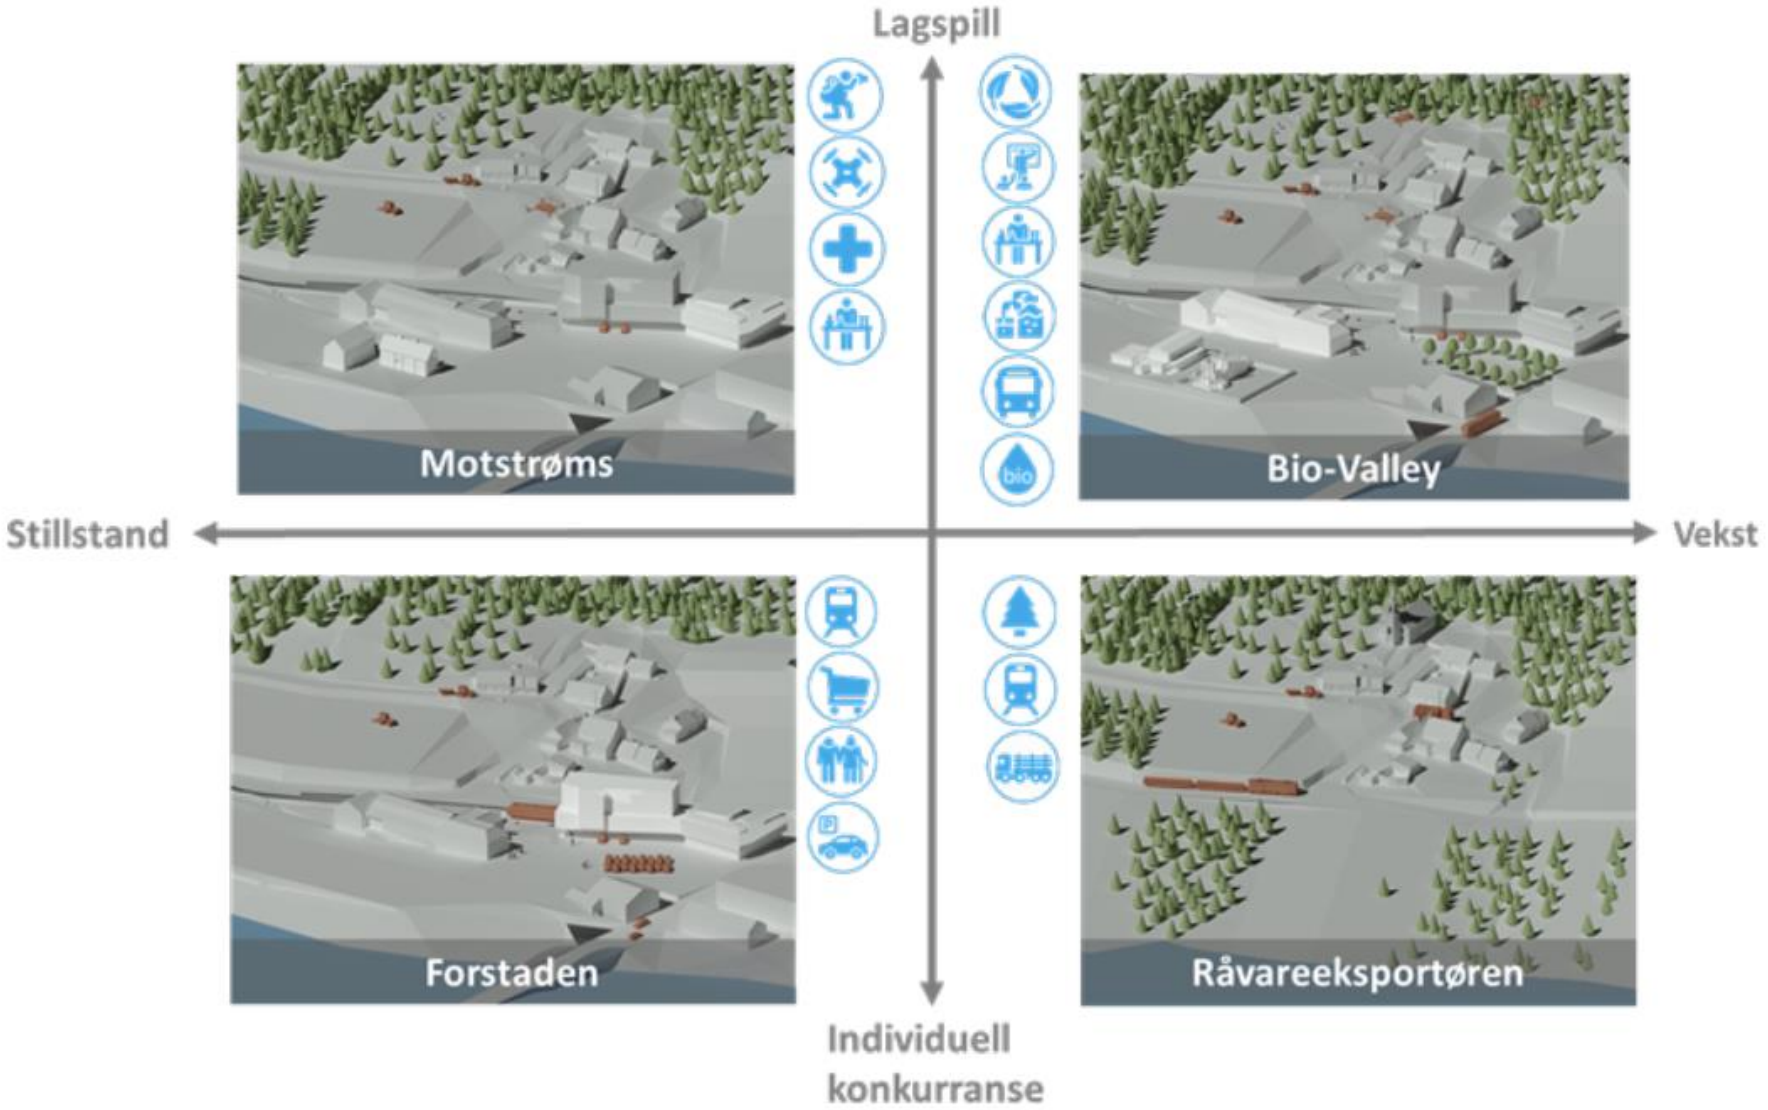 Lagspill
Motstrøms
bio
Bio-Valley
Stillstand
Vekst
P
Forstaden
Råvareeksportøren
Individuell
konkurranse